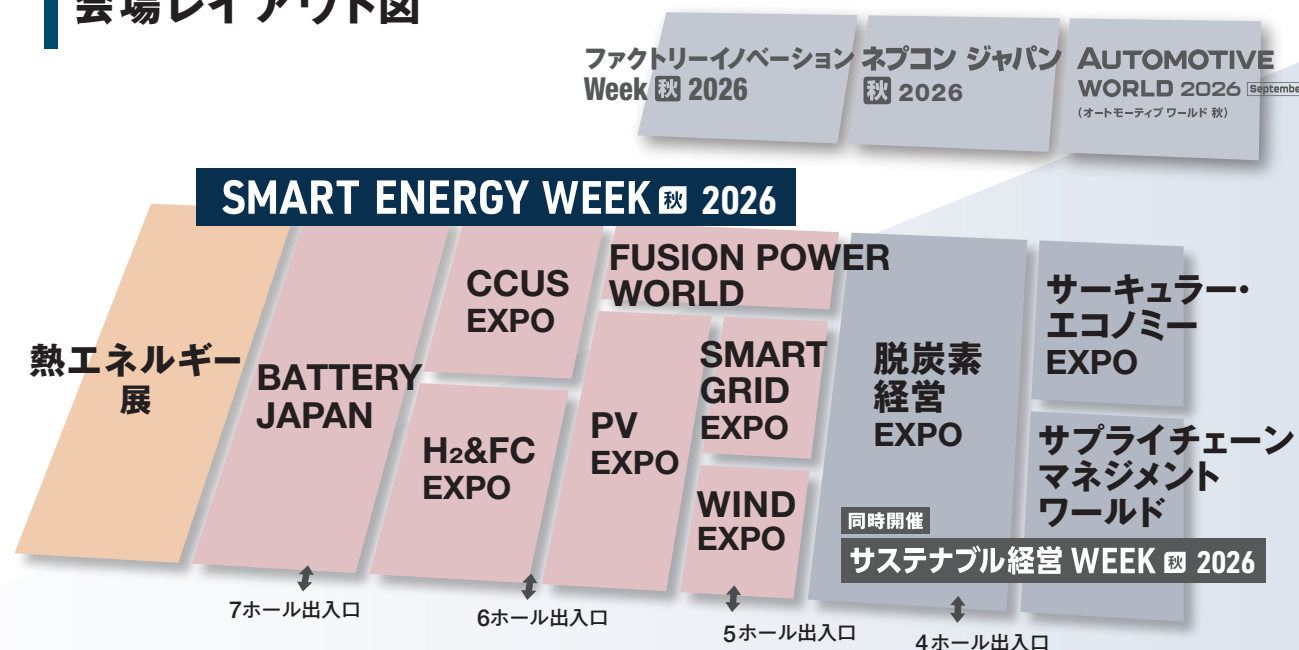 会場レイアウト図
ファクトリーイノベーション
Week 秋 2026
ネプコン ジャパン
秋 2026
AUTOMOTIVE
WORLD 2026 September
(オートモーティブ ワールド 秋)
SMART ENERGY WEEK 秋 2026
熱エネルギー
展
BATTERY
JAPAN
CCUS
EXPO
H2&FC
EXPO
FUSION POWER
WORLD
PV
EXPO
SMART
GRID
EXPO
WIND
EXPO
脱炭素
経営
EXPO
サーキュラー・
エコノミー
EXPO
サプライチェーン
マネジメント
ワールド
同時開催
サステナブル経営 WEEK 秋 2026
7ホール出入口
6ホール出入口
5ホール出入口
4ホール出入口